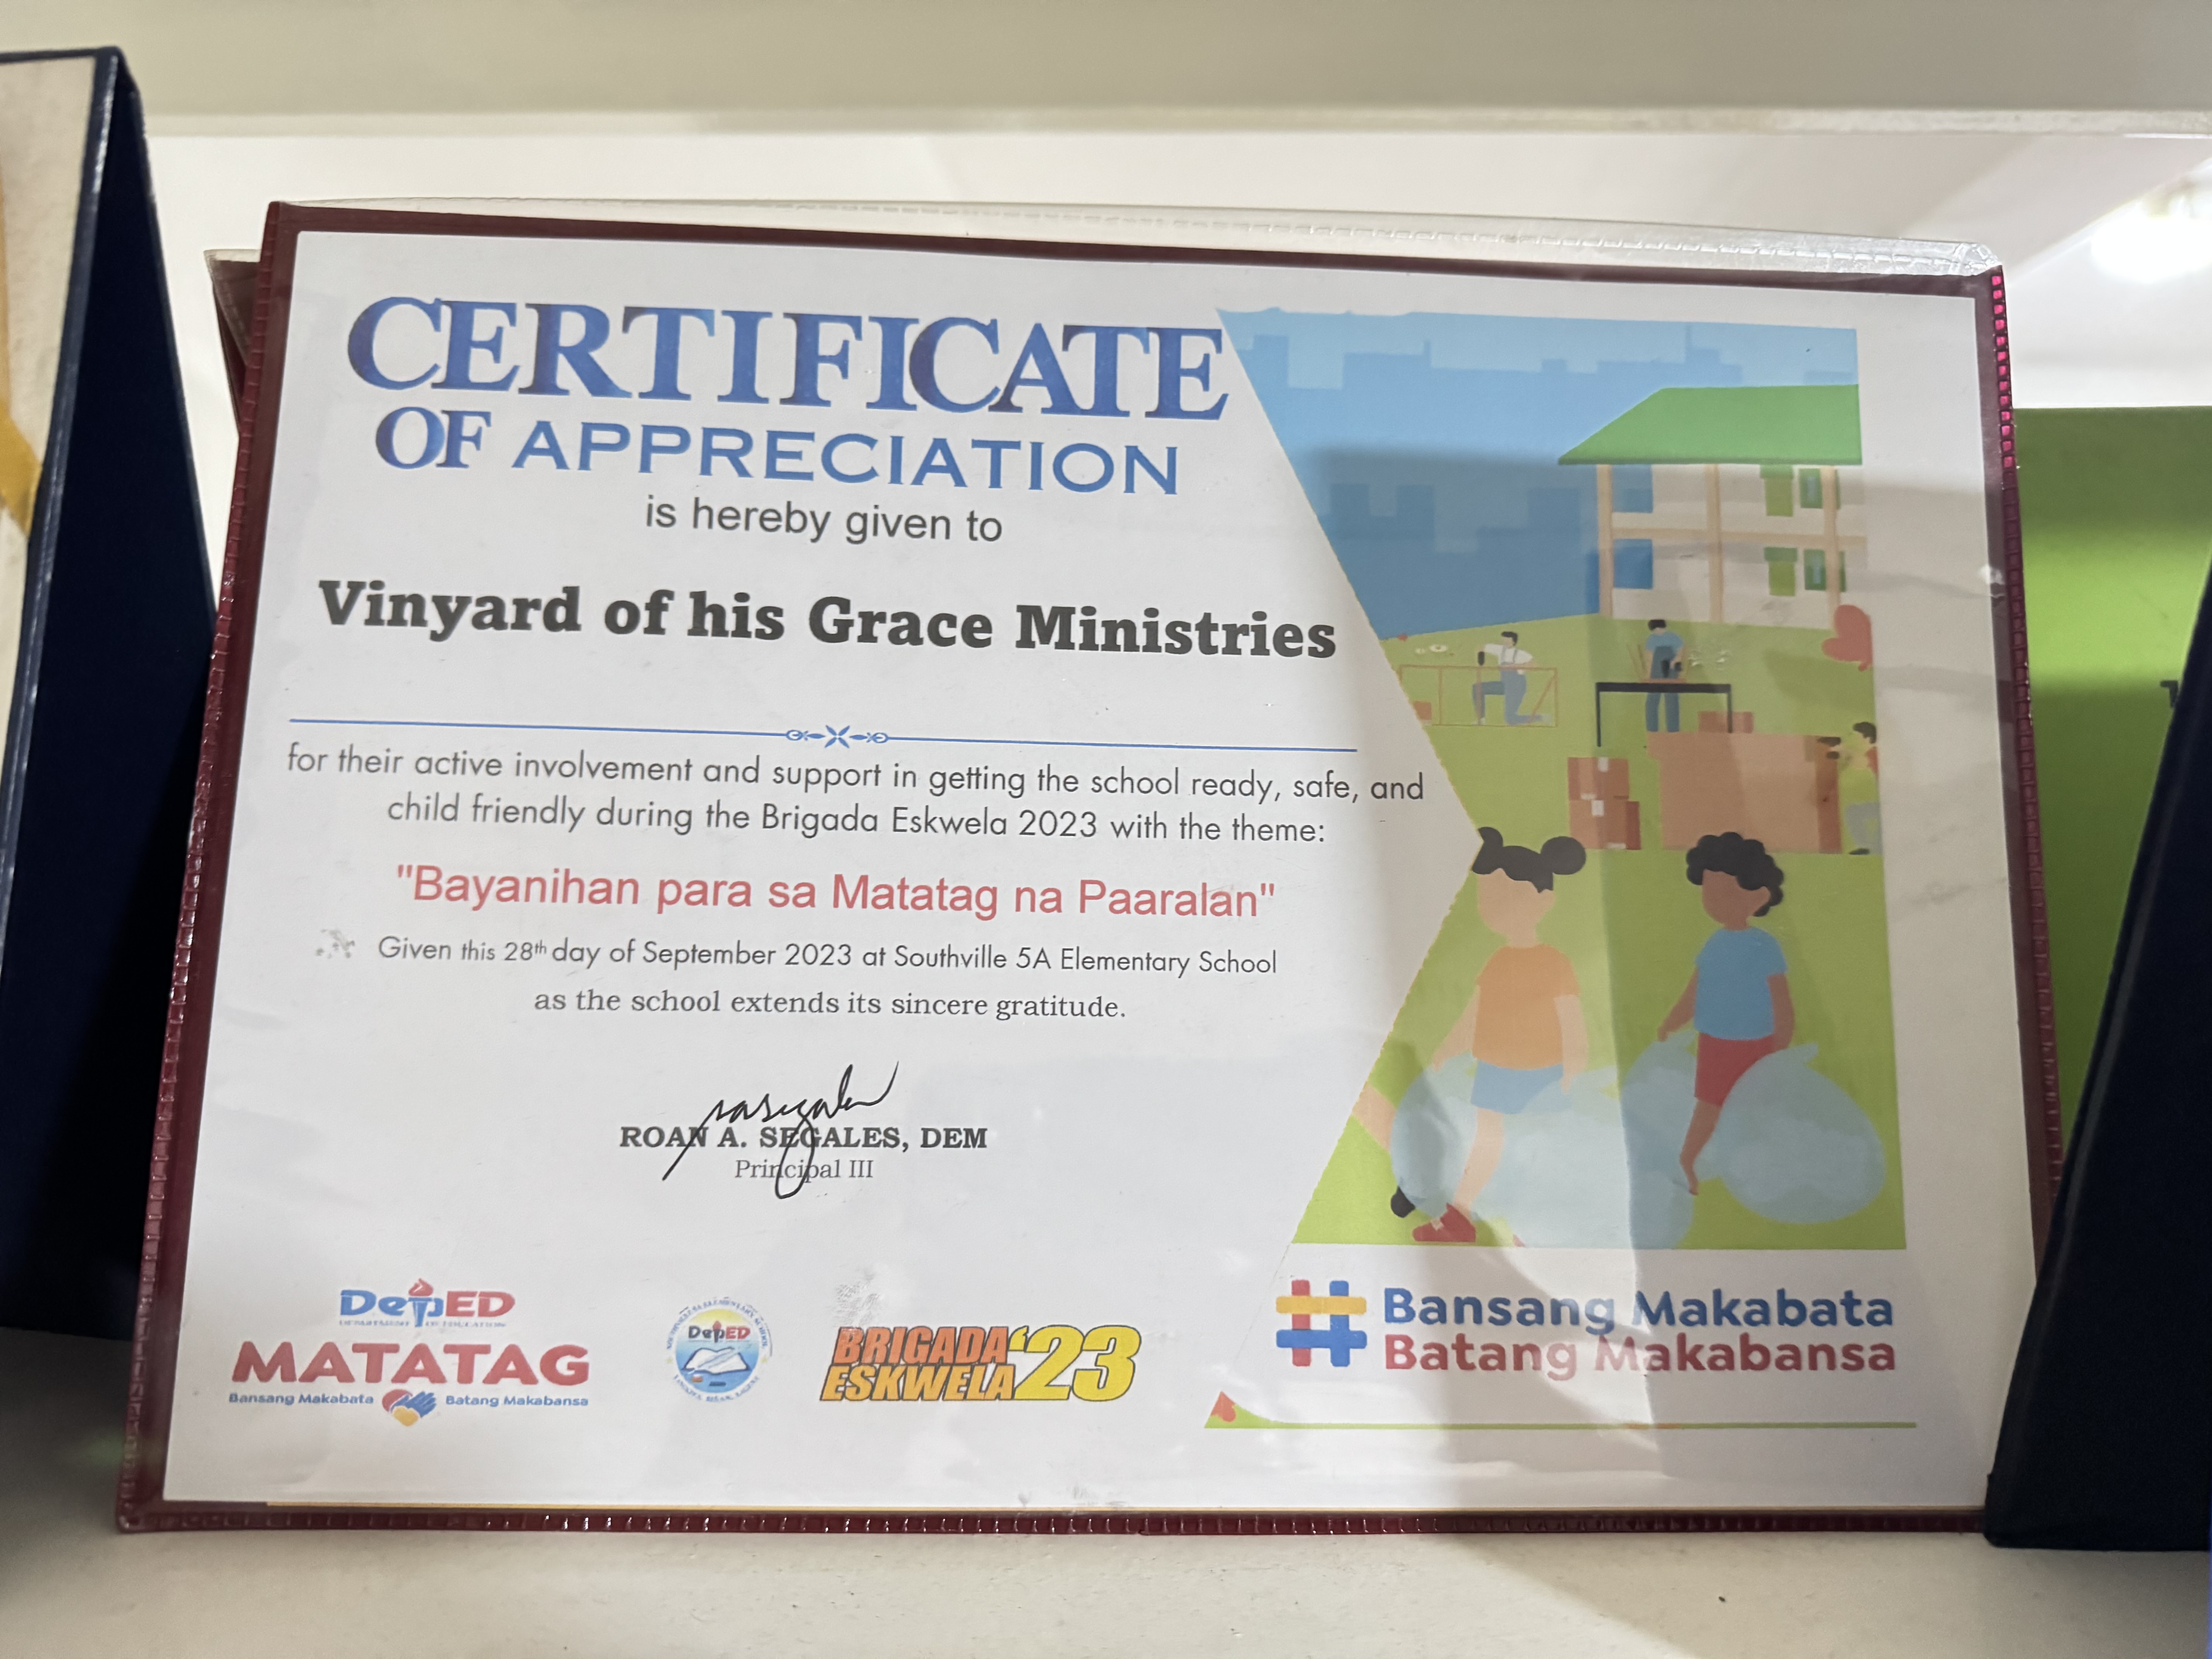 CERTIFICATE
OF APPRECIATION
is hereby given to
Vinyard of his Grace Ministries
for their active involvement and support in getting the school ready, safe, and
child friendly during the Brigada Eskwela 2023 with the theme:
"Bayanihan para sa Matatag na Paaralan"
Given this 28th day of September 2023 at Southville 5A Elementary School
as the school extends its sincere gratitude.
ROAN A. SEGALES, DEM
Principal III
DepED
DEPARTMENT OF EDUCATION
MATATAG
Bansang Makabata Batang Makabansa
DepED
BRIGADA
ESKWELA '23
# Bansang Makabata
Batang Makabansa